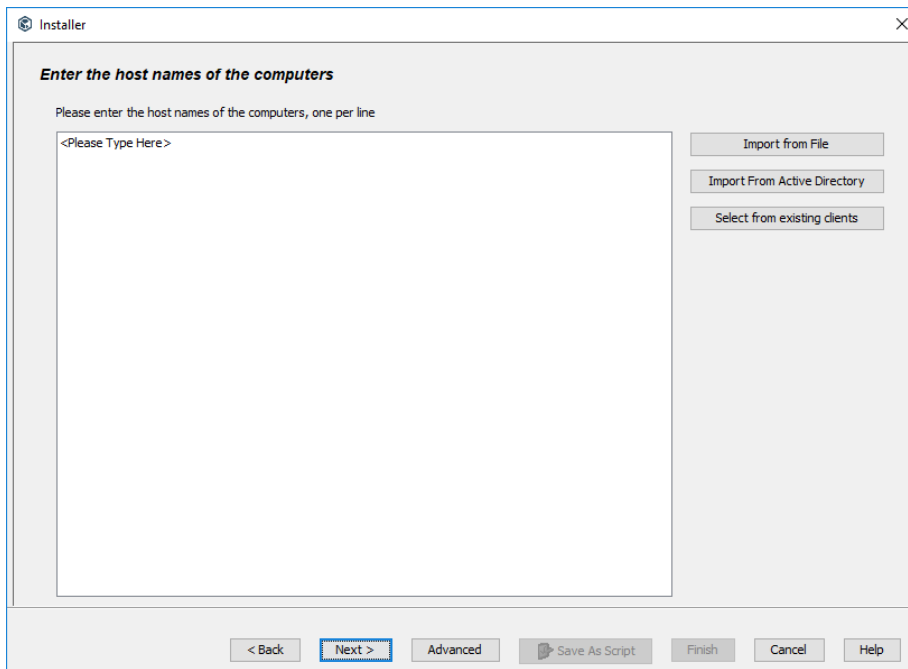 Installer
Enter the host names of the computers
Please enter the host names of the computers, one per line
<Please Type Here>
Import from File
Import From Active Directory
Select from existing clients
< Back Next > Advanced Save As Script Finish Cancel Help